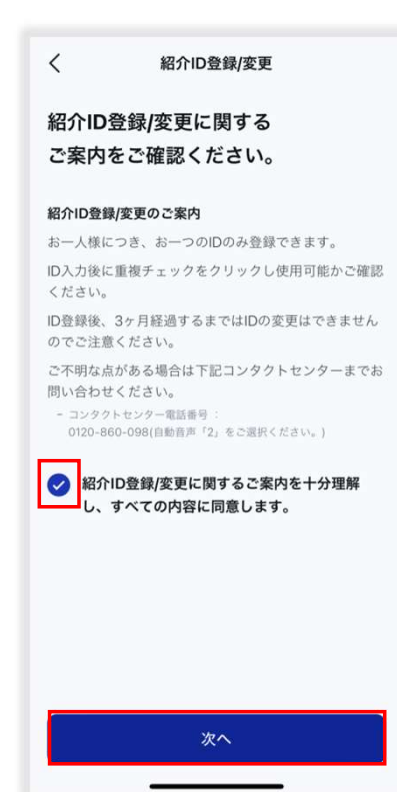 紹介ID登録/変更
紹介ID登録/変更に関する
ご案内をご確認ください。
紹介ID登録/変更のご案内
お一人様につき、お一つのIDのみ登録できます。
ID入力後に重複チェックをクリックし使用可能かご確認
ください。
ID登録後、3ヶ月経過するまではIDの変更はできません
のでご注意ください。
ご不明な点がある場合は下記コンタクトセンターまでお
問い合わせください。
- コンタクトセンター電話番号 :
0120-860-098(自動音声「2」をご選択ください。)
紹介ID登録/変更に関するご案内を十分理解
し、すべての内容に同意します。
次へ